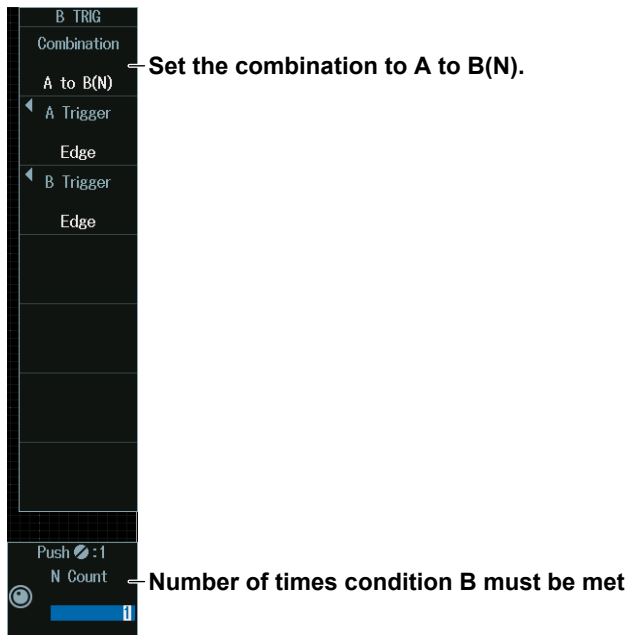 B TRIG
Combination
A to B(N)
Set the combination to A to B(N).
A Trigger
Edge
B Trigger
Edge
Push :1
N Count
1
Number of times condition B must be met